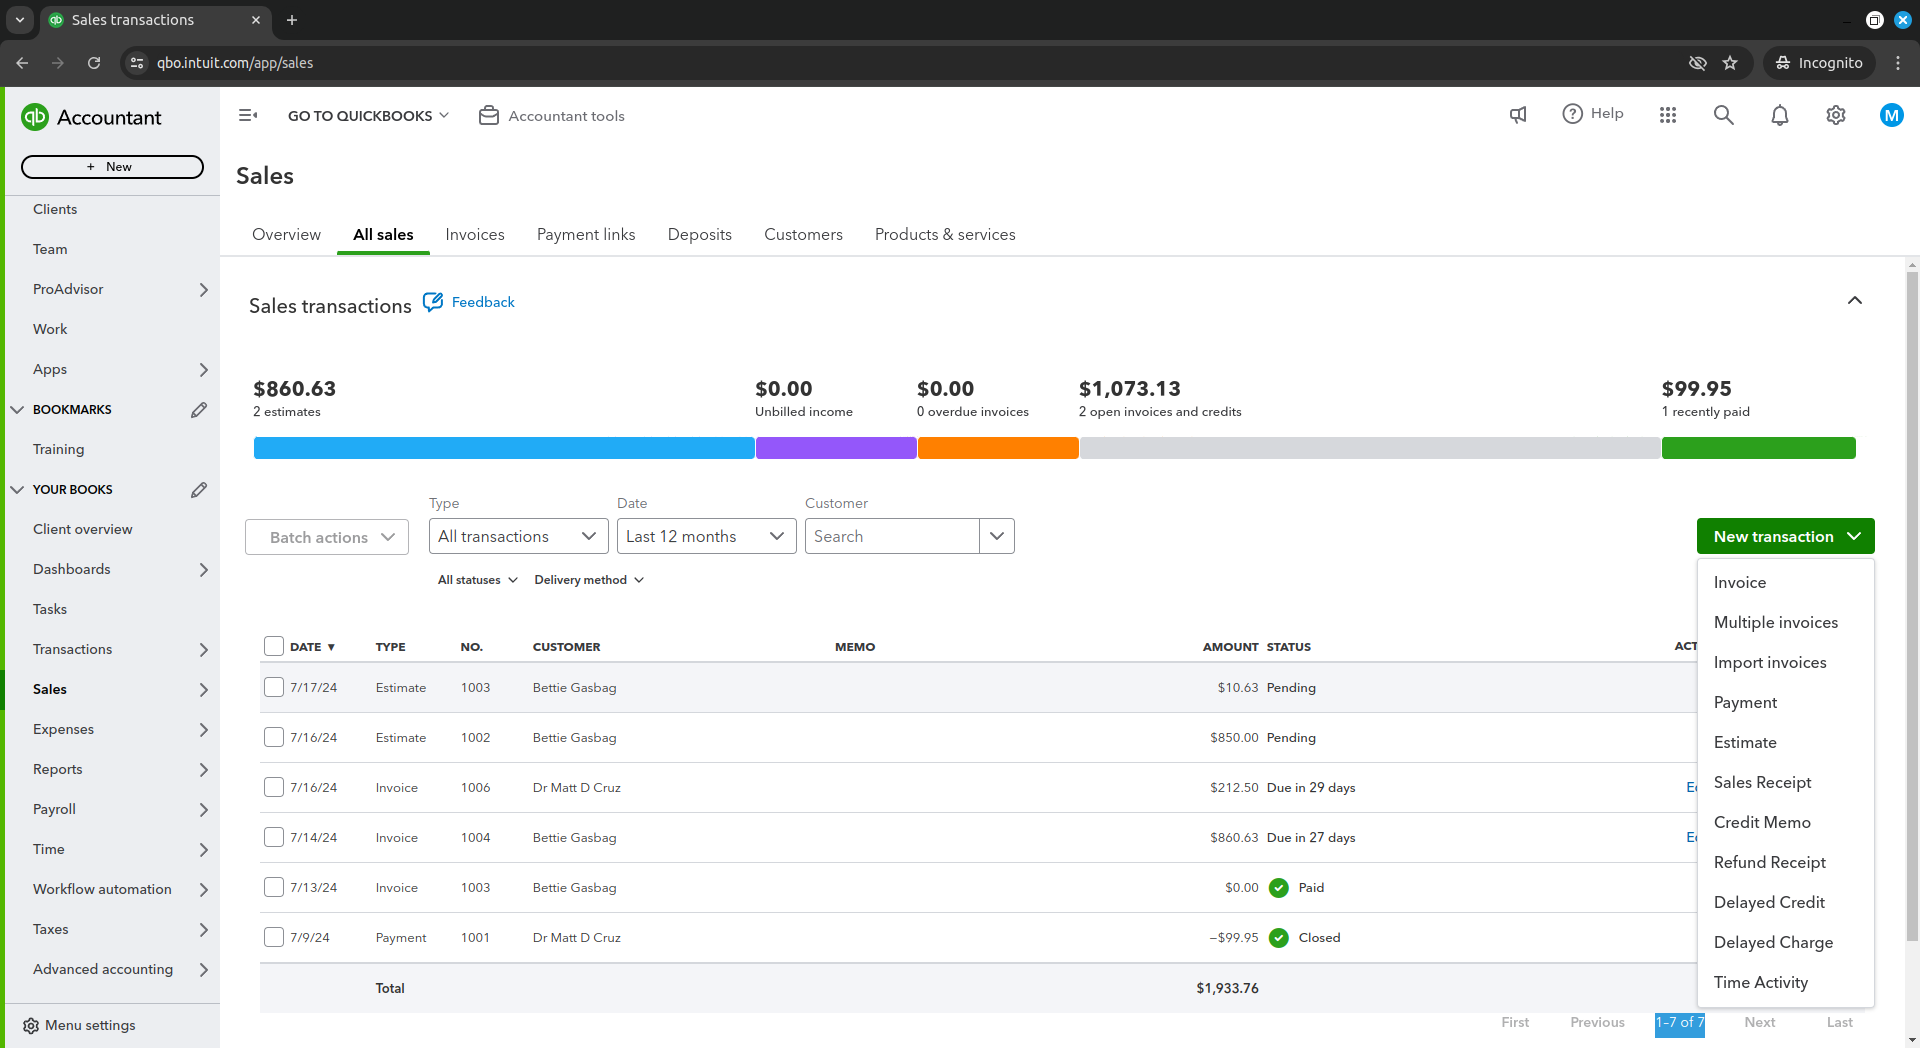 Sales transactions
qbo.intuit.com/app/sales
Incognito
qb Accountant
GO TO QUICKBOOKS
Accountant tools
Help
M
+ New
Clients
Team
ProAdvisor
Work
Apps
BOOKMARKS
Training
YOUR BOOKS
Client overview
Dashboards
Tasks
Transactions
Sales
Expenses
Reports
Payroll
Time
Workflow automation
Taxes
Advanced accounting
Menu settings
Sales
Overview All sales Invoices Payment links Deposits Customers Products & services
Sales transactions Feedback
$860.63 $0.00 $0.00 $1,073.13 $99.95
2 estimates Unbilled income 0 overdue invoices 2 open invoices and credits 1 recently paid
Type Date Customer
Batch actions All transactions Last 12 months Search New transaction
All statuses Delivery method
Invoice
Multiple invoices
Import invoices
Payment
Estimate
Sales Receipt
Credit Memo
Refund Receipt
Delayed Credit
Delayed Charge
Time Activity
DATE ▼ TYPE NO. CUSTOMER MEMO AMOUNT STATUS
7/17/24 Estimate 1003 Bettie Gasbag $10.63 Pending
7/16/24 Estimate 1002 Bettie Gasbag $850.00 Pending
7/16/24 Invoice 1006 Dr Matt D Cruz $212.50 Due in 29 days
7/14/24 Invoice 1004 Bettie Gasbag $860.63 Due in 27 days
7/13/24 Invoice 1003 Bettie Gasbag $0.00 Paid
7/9/24 Payment 1001 Dr Matt D Cruz –$99.95 Closed
Total $1,933.76
First Previous 1–7 of 7 Next Last